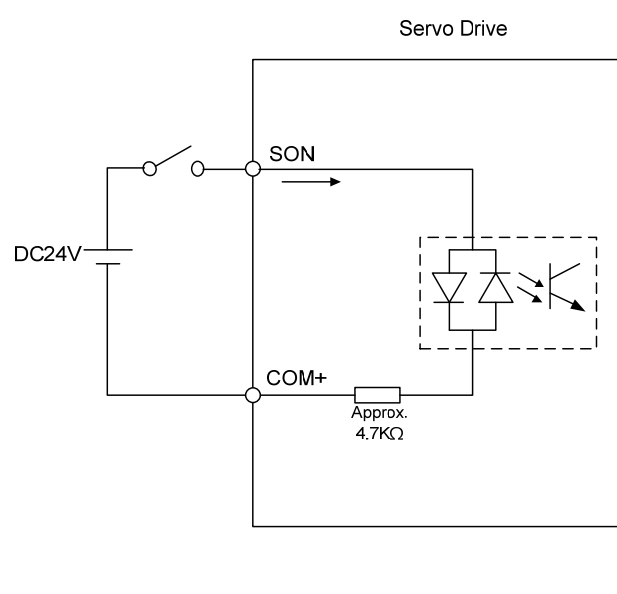 Servo Drive
SON
DC24V
COM+
Approx.
4.7KΩ